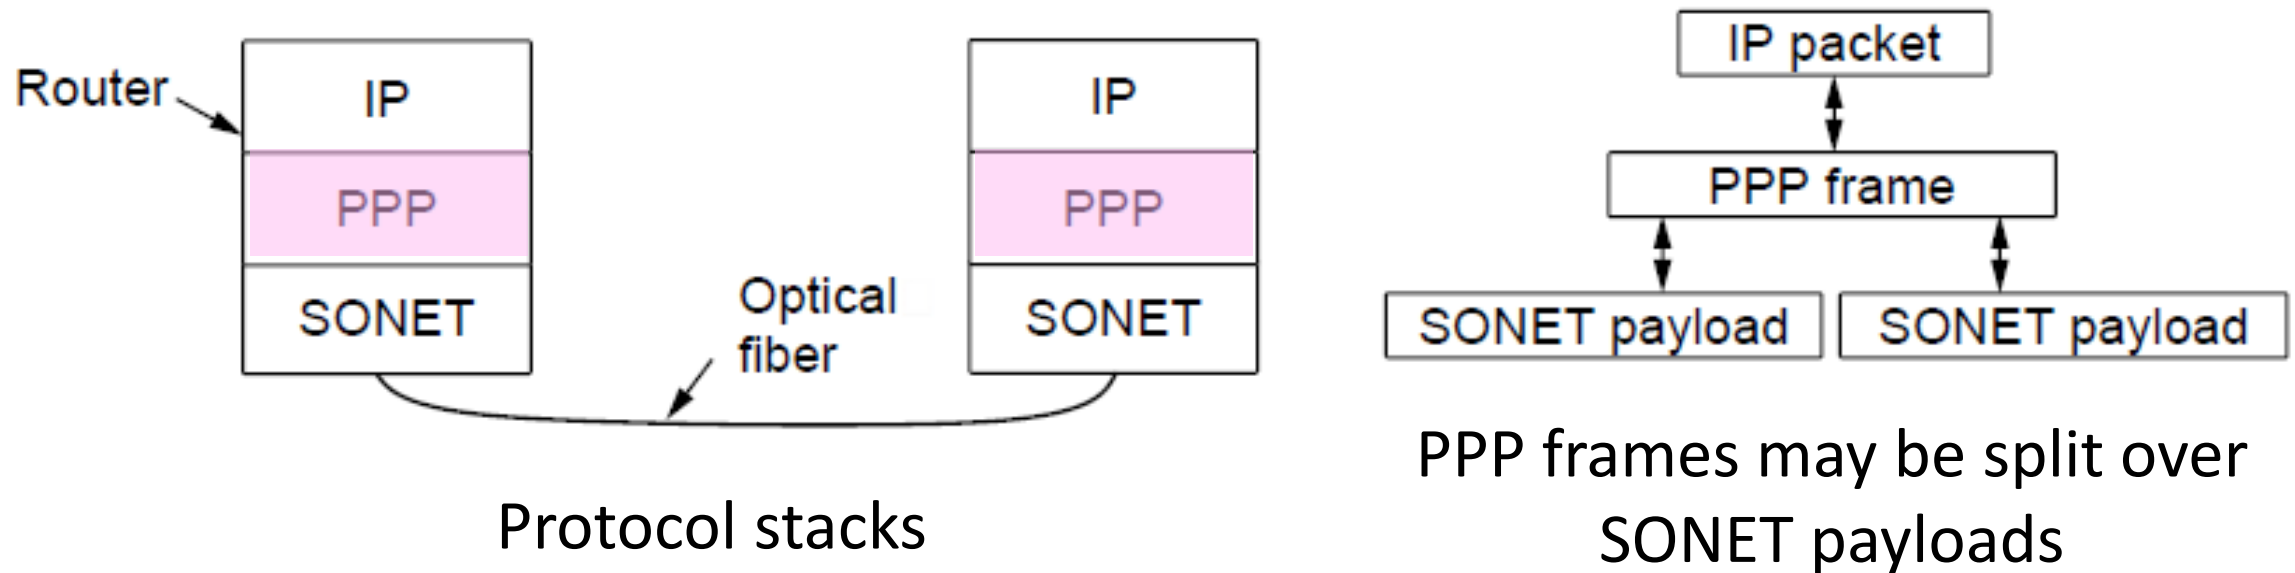 Router
IP
PPP
SONET
Optical
fiber
IP
PPP
SONET
Protocol stacks
IP packet
PPP frame
SONET payload
SONET payload
PPP frames may be split over
SONET payloads